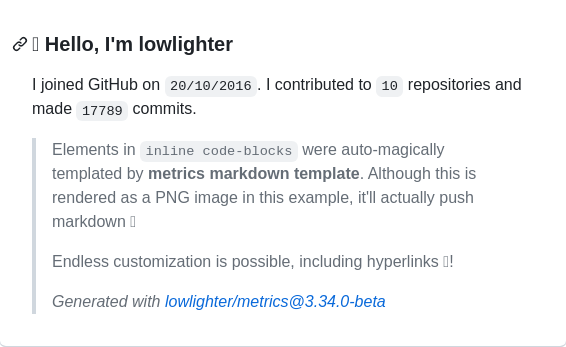 Hello, I'm lowlighter
I joined GitHub on 20/10/2016. I contributed to 10 repositories and
made 17789 commits.
Elements in inline code-blocks were auto-magically
templated by metrics markdown template. Although this is
rendered as a PNG image in this example, it'll actually push
markdown
Endless customization is possible, including hyperlinks !
Generated with lowlighter/metrics@3.34.0-beta